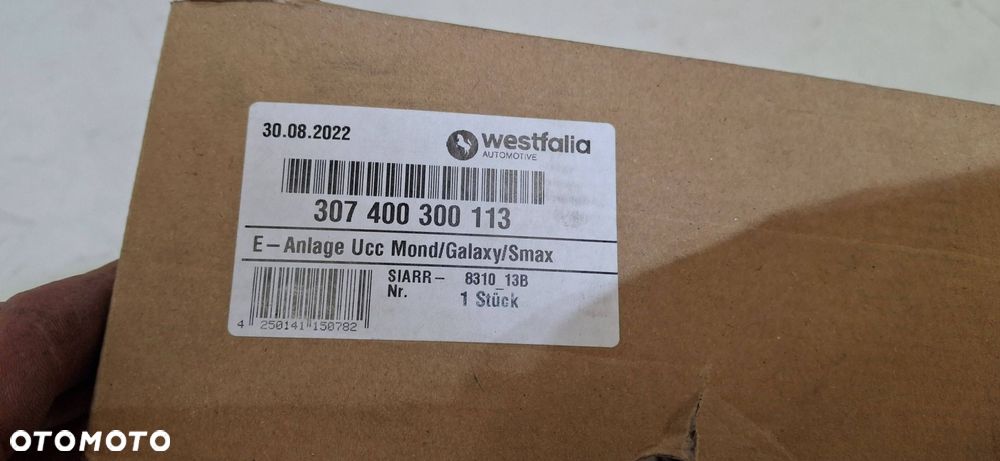 30.08.2022
westfalia
AUTOMOTIVE
307 400 300 113
E-Anlage Ucc Mond/Galaxy/Smax
SIARR- 8310_13B
Nr. 1 Stück
4 250141 150782
OTOMOTO